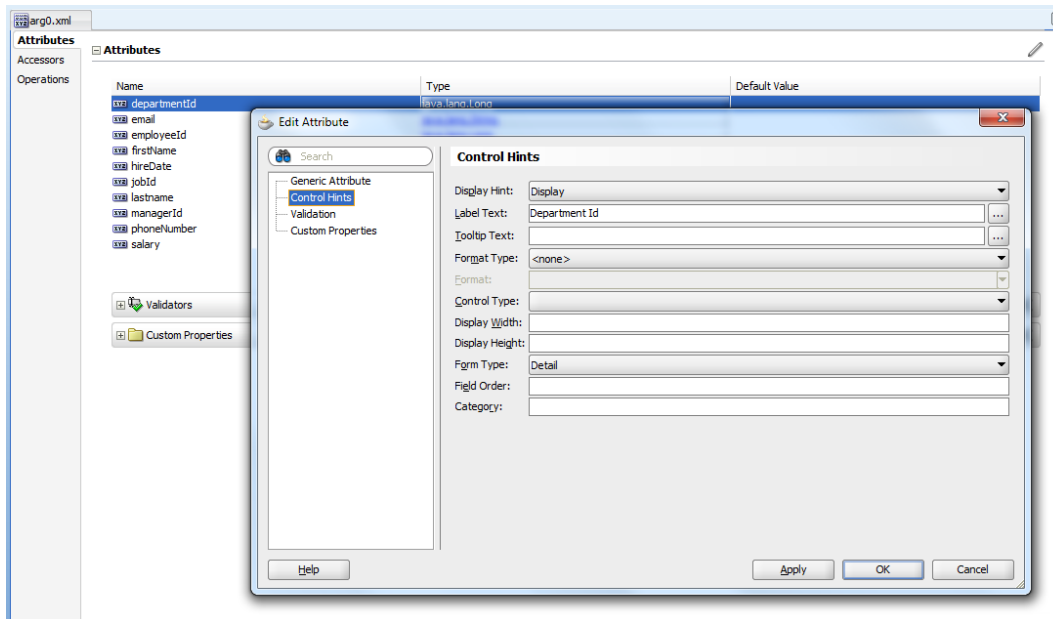 arg0.xml
Attributes
Accessors
Operations
Attributes
Name Type Default Value
departmentId java.lang.Long
email
employeeId
firstName
hireDate
jobId
lastname
managerId
phoneNumber
salary
Validators
Custom Properties
Edit Attribute
Search
Generic Attribute
Control Hints
Validation
Custom Properties
Control Hints
Display Hint: Display
Label Text: Department Id
...
Tooltip Text:
...
Format Type: <none>
Format:
Control Type:
Display Width:
Display Height:
Form Type: Detail
Field Order:
Category:
Help Apply OK Cancel